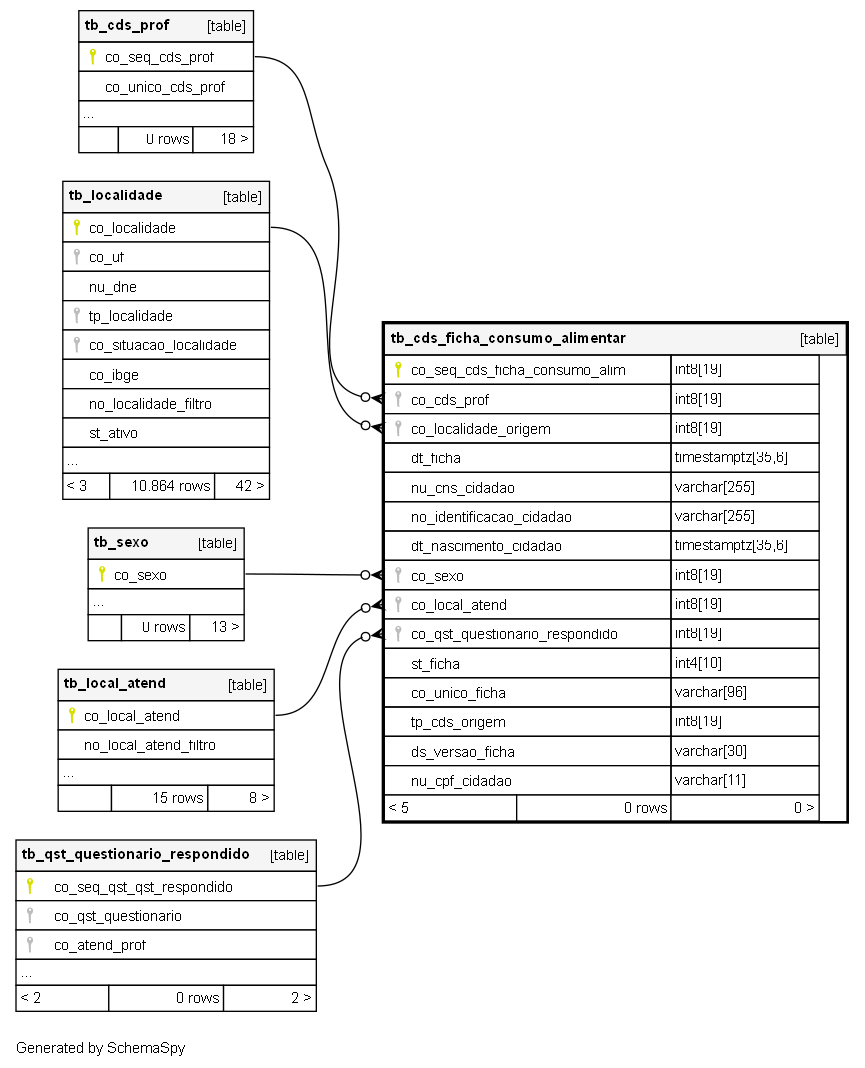 tb_cds_prof [table]
co_seq_cds_prof
co_unico_cds_prof
...
0 rows 18 >
tb_localidade [table]
co_localidade
co_uf
nu_dne
tp_localidade
co_situacao_localidade
co_ibge
no_localidade_filtro
st_ativo
...
< 3 10.864 rows 42 >
tb_sexo [table]
co_sexo
...
0 rows 13 >
tb_local_atend [table]
co_local_atend
no_local_atend_filtro
...
15 rows 8 >
tb_qst_questionario_respondido [table]
co_seq_qst_qst_respondido
co_qst_questionario
co_atend_prof
...
< 2 0 rows 2 >
tb_cds_ficha_consumo_alimentar [table]
co_seq_cds_ficha_consumo_alim int8[19]
co_cds_prof int8[19]
co_localidade_origem int8[19]
dt_ficha timestamptz[35,6]
nu_cns_cidadao varchar[255]
no_identificacao_cidadao varchar[255]
dt_nascimento_cidadao timestamptz[35,6]
co_sexo int8[19]
co_local_atend int8[19]
co_qst_questionario_respondido int8[19]
st_ficha int4[10]
co_unico_ficha varchar[96]
tp_cds_origem int8[19]
ds_versao_ficha varchar[30]
nu_cpf_cidadao varchar[11]
< 5 0 rows 0 >
Generated by SchemaSpy